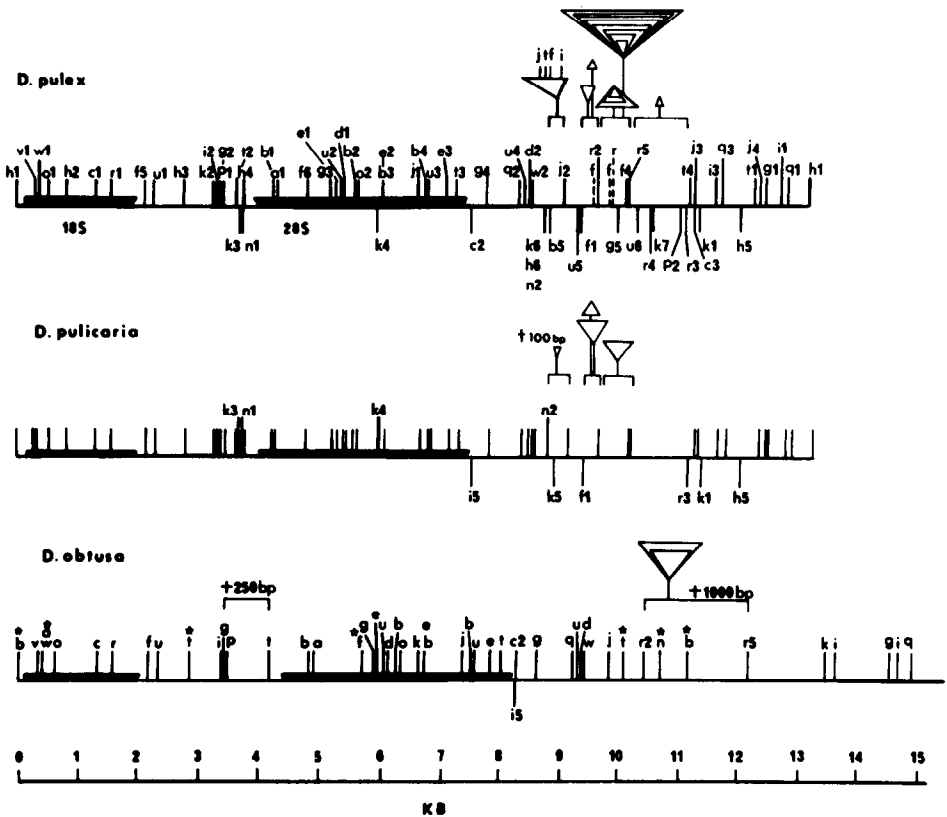 j t f i
D. pulex
e1 d1
i2 g2 u2 b2 e2 b4 u4 d2 r2 r r5 q3 j4 i1
v1 w1 k2 P1 t2 b1 g3 o2 e3 q2 j3
h1 o1 h2 c1 r1 f5 u1 h3 h4 a1 f6 b3 j1 u3 t3 g4 w2 j2 f fi f4 t4 i3 t1 g1 q1 h1
18S 28S
k3 n1 k4 c2 k6 b5 f1 g5 u6 k7 k1 h5
h6 u5 r4 P2 r3 c3
n2
D. pulicaria
+100bp
k3 n1 k4 n2
i5 k5 f1 r3 k1 h5
D. obtusa
+250bp +1000bp
* * e
* a g g u b e u d * * *
b v w o c r f u t i p t b a * f d o k b j b u e t c2 g q w j t r2 n b r5 k i g i q
i5
0 1 2 3 4 5 6 7 8 9 10 11 12 13 14 15
KB